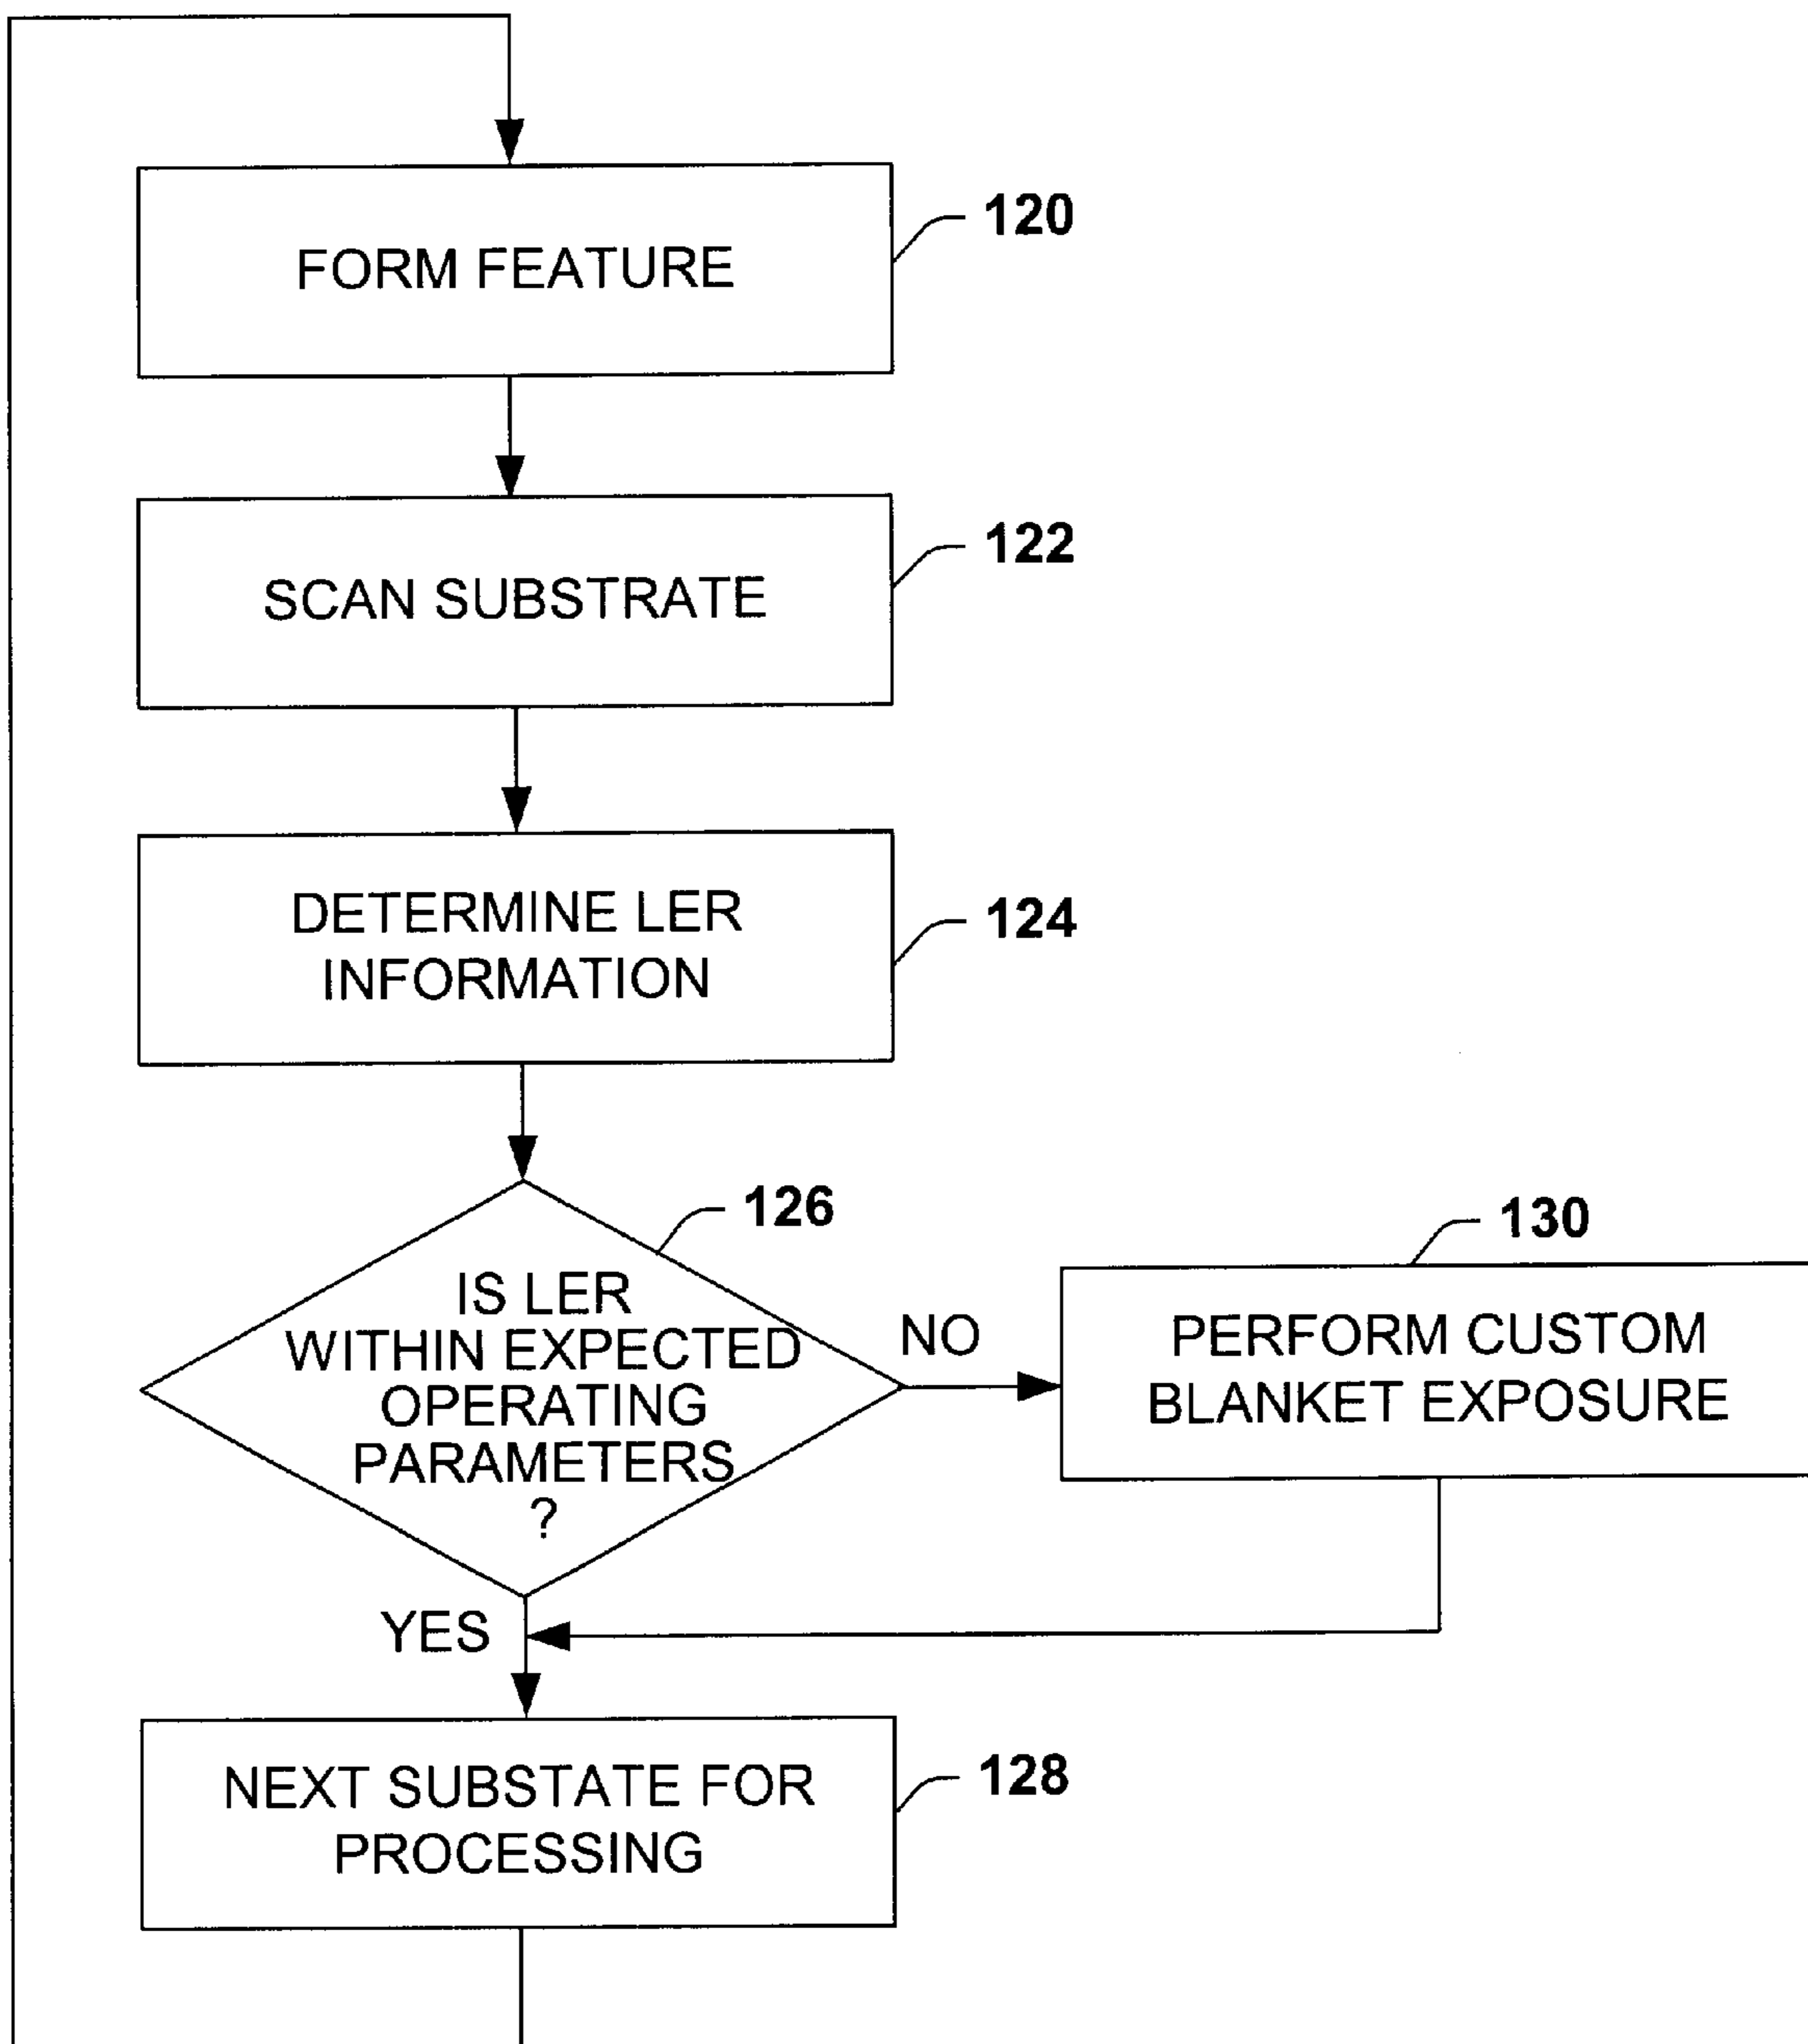 FORM FEATURE
120
SCAN SUBSTRATE
122
DETERMINE LER
INFORMATION
124
126
IS LER
WITHIN EXPECTED
OPERATING
PARAMETERS
?
NO
130
PERFORM CUSTOM
BLANKET EXPOSURE
YES
NEXT SUBSTATE FOR
PROCESSING
128